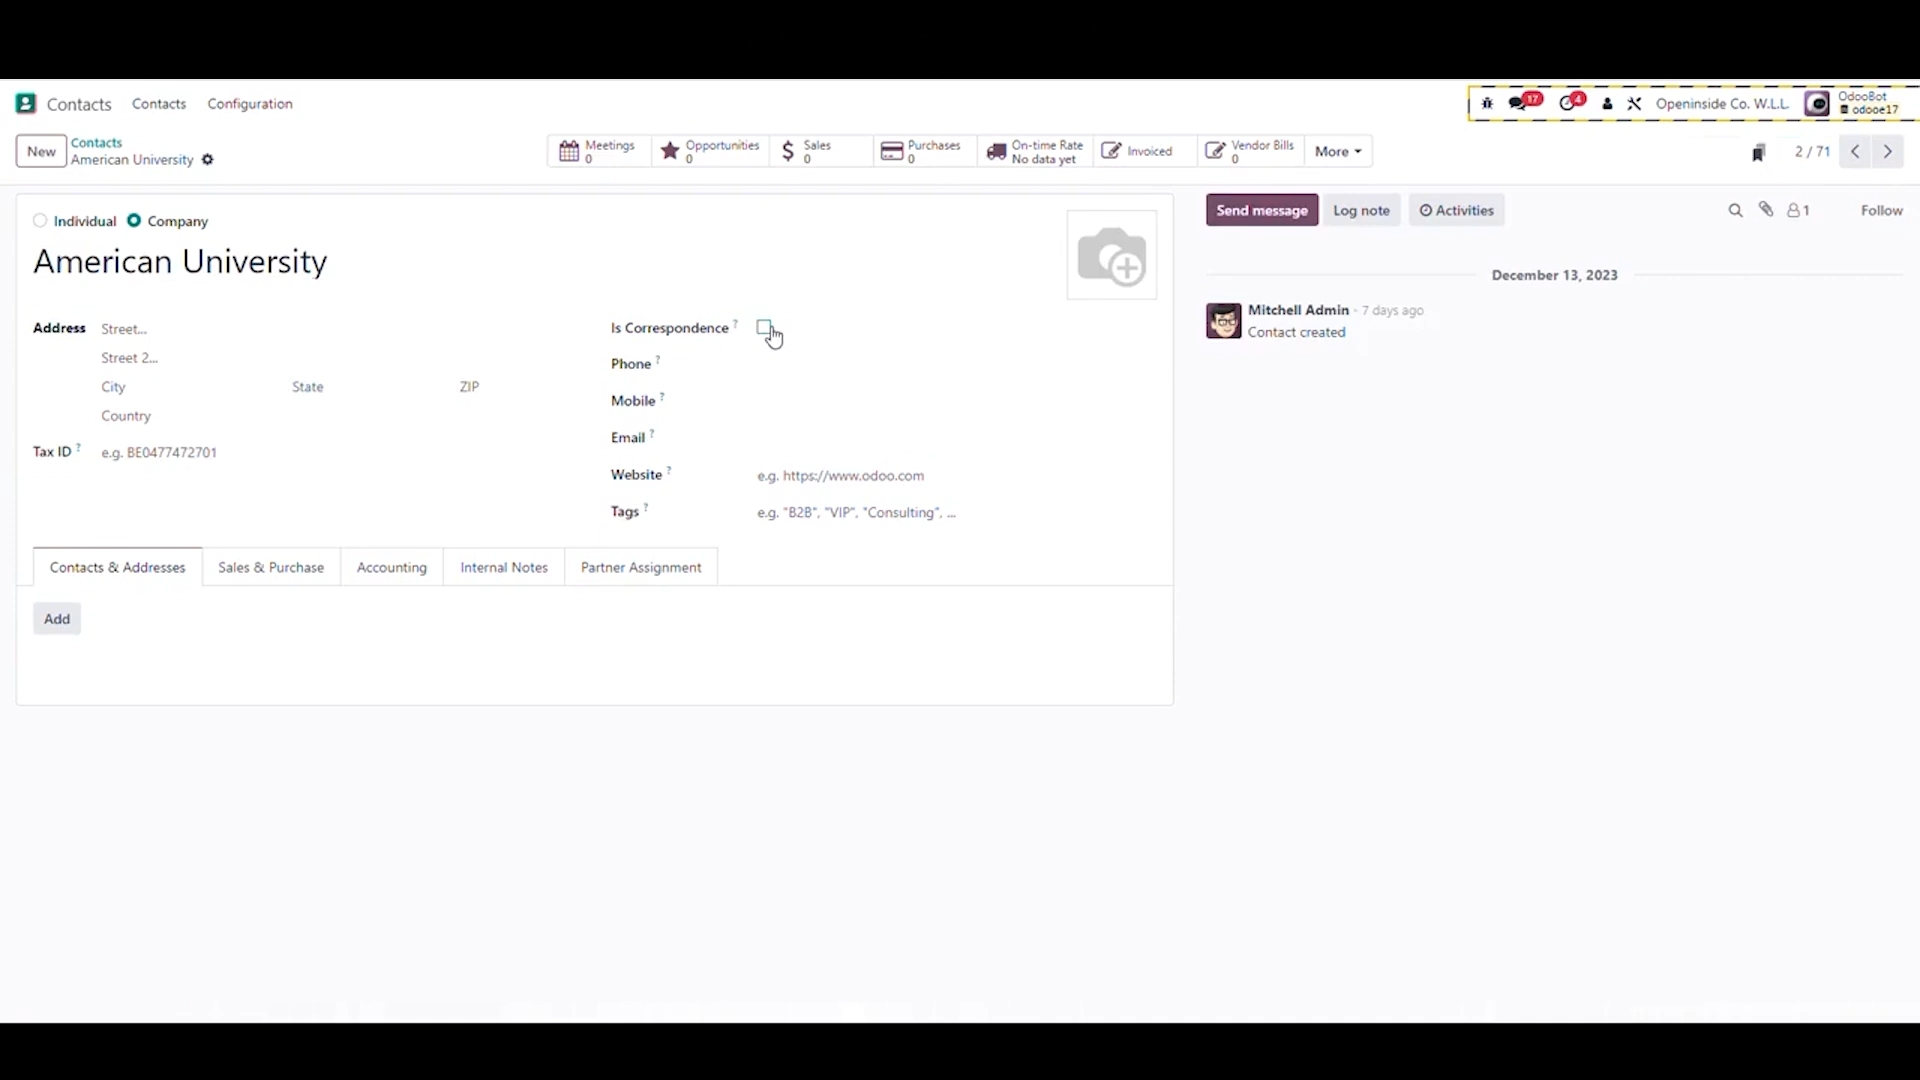 Contacts Contacts Configuration
17 4 Openinside Co. W.L.L. OdooBot
odooe17
New Contacts
American University
Meetings 0 Opportunities 0 Sales 0 Purchases 0 On-time Rate No data yet Invoiced Vendor Bills 0 More
2 / 71
Individual Company
American University
Address Street...
Street 2...
City State ZIP
Country
Tax ID ? e.g. BE0477472701
Is Correspondence ?
Phone ?
Mobile ?
Email ?
Website ? e.g. https://www.odoo.com
Tags ? e.g. "B2B", "VIP", "Consulting", ...
Contacts & Addresses Sales & Purchase Accounting Internal Notes Partner Assignment
Add
Send message Log note Activities 1 Follow
December 13, 2023
Mitchell Admin - 7 days ago
Contact created